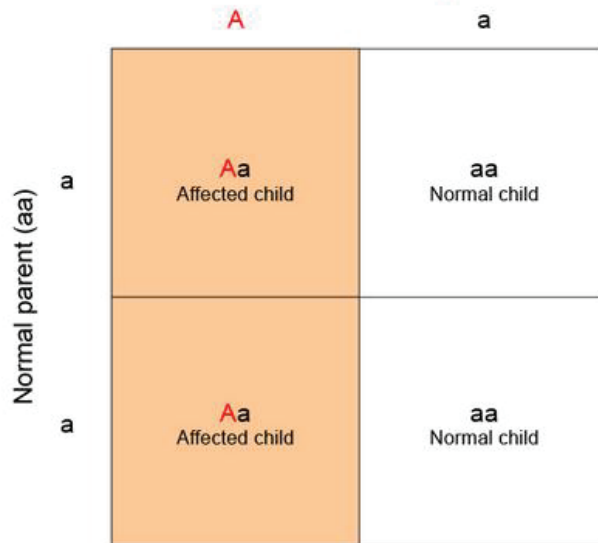 A a
Normal parent (aa)
a
Aa
Affected child
aa
Normal child
a
Aa
Affected child
aa
Normal child